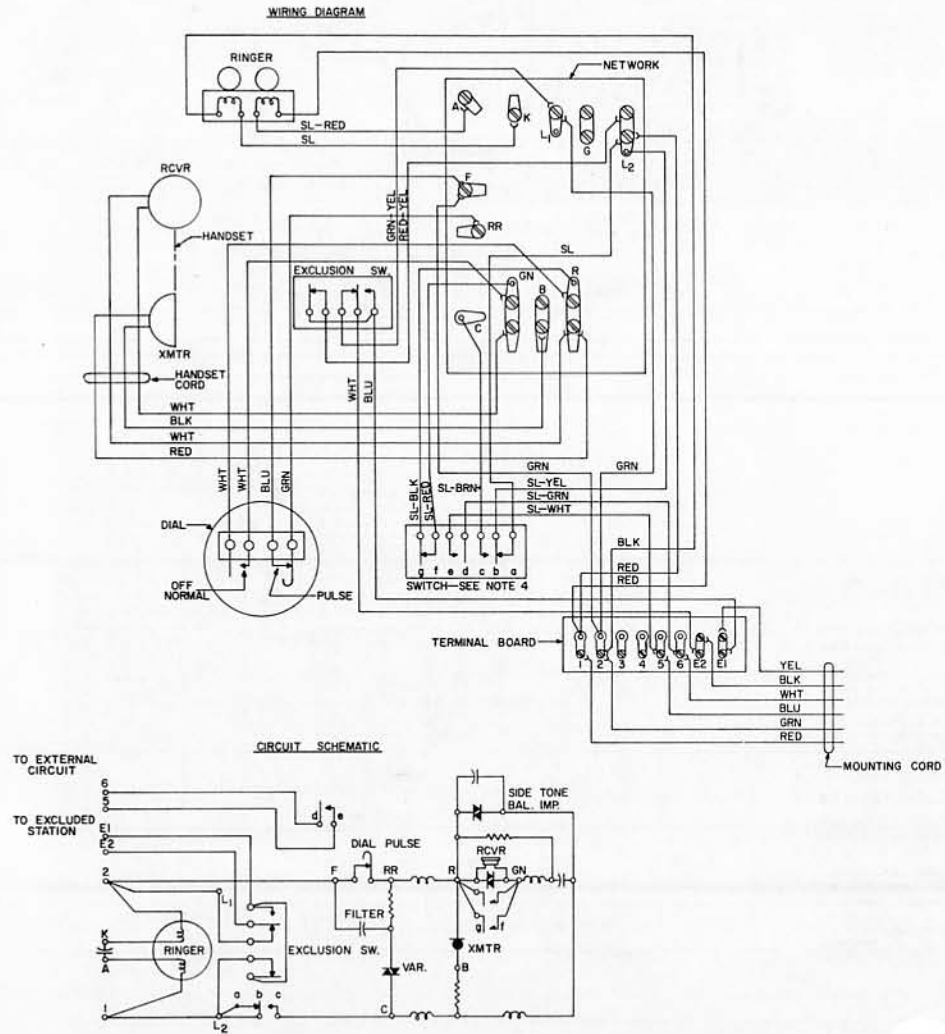 WIRING DIAGRAM
RINGER
NETWORK
A
K
L1
G
L2
SL-RED
SL
RCVR
F
GRN-YEL
RED-YEL
RR
HANDSET
SL
EXCLUSION SW.
GN
B
R
C
XMTR
HANDSET CORD
WHT
BLU
WHT
BLK
WHT
RED
WHT
WHT
BLU
GRN
GRN
GRN
SL-BLK
SL-RED
SL-BRN
SL-YEL
SL-GRN
SL-WHT
BLK
DIAL
RED
RED
OFF NORMAL
PULSE
g f e d c b a
SWITCH-SEE NOTE 4
TERMINAL BOARD
1 2 3 4 5 6 E2 E1
YEL
BLK
WHT
BLU
GRN
RED
MOUNTING CORD
CIRCUIT SCHEMATIC
TO EXTERNAL CIRCUIT
6
5
d e
SIDE TONE BAL. IMP.
TO EXCLUDED STATION
E1
E2
DIAL PULSE
RCVR
2
F
RR
R
GN
L1
FILTER
g f
K
RINGER
EXCLUSION SW.
XMTR
A
VAR.
B
a b c
1
L2
C